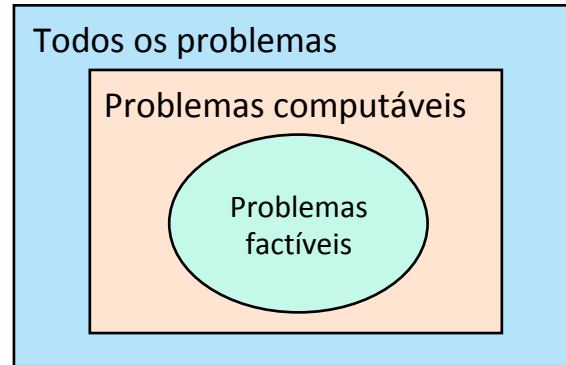 Todos os problemas
Problemas computáveis
Problemas
factíveis